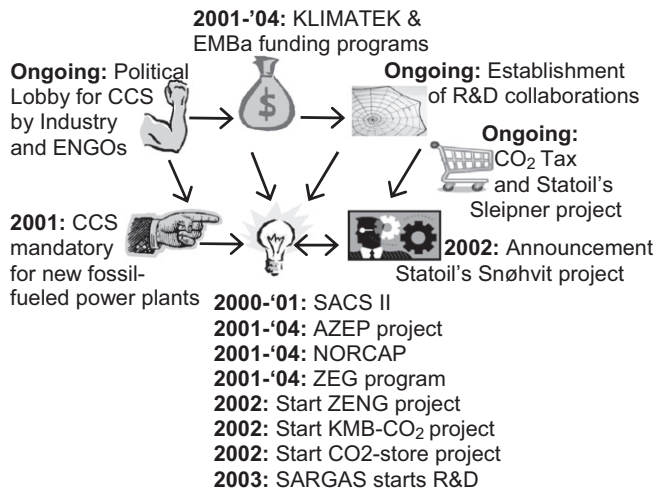 2001-’04: KLIMATEK &
EMBa funding programs
Ongoing: Political
Lobby for CCS
by Industry
and ENGOs
$
Ongoing: Establishment
of R&D collaborations
Ongoing:
CO₂ Tax
and Statoil’s
Sleipner project
2001: CCS
mandatory
for new fossil-
fueled power plants
2002: Announcement
Statoil’s Snøhvit project
2000-‘01: SACS II
2001-‘04: AZEP project
2001-‘04: NORCAP
2001-‘04: ZEG program
2002: Start ZENG project
2002: Start KMB-CO₂ project
2002: Start CO2-store project
2003: SARGAS starts R&D